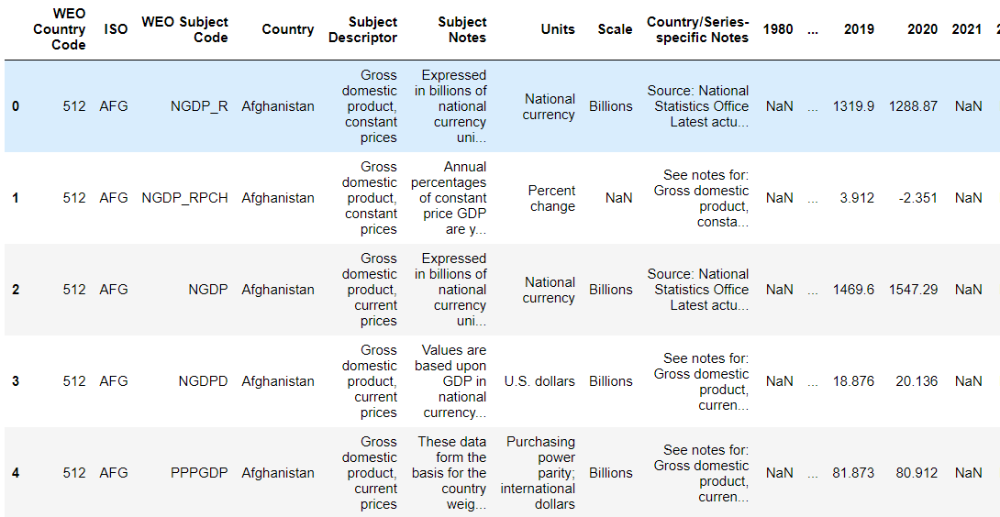 WEO Country Code ISO WEO Subject Code Country Subject Descriptor Subject Notes Units Scale Country/Series-specific Notes 1980 ... 2019 2020 2021
0 512 AFG NGDP_R Afghanistan Gross domestic product, constant prices Expressed in billions of national currency uni... National currency Billions Source: National Statistics Office Latest actu... NaN ... 1319.9 1288.87 NaN
1 512 AFG NGDP_RPCH Afghanistan Gross domestic product, constant prices Annual percentages of constant price GDP are y... Percent change NaN See notes for: Gross domestic product, consta... NaN ... 3.912 -2.351 NaN
2 512 AFG NGDP Afghanistan Gross domestic product, current prices Expressed in billions of national currency uni... National currency Billions Source: National Statistics Office Latest actu... NaN ... 1469.6 1547.29 NaN
3 512 AFG NGDPD Afghanistan Gross domestic product, current prices Values are based upon GDP in national currency... U.S. dollars Billions See notes for: Gross domestic product, curren... NaN ... 18.876 20.136 NaN
4 512 AFG PPPGDP Afghanistan Gross domestic product, current prices These data form the basis for the country weig... Purchasing power parity; international dollars Billions See notes for: Gross domestic product, curren... NaN ... 81.873 80.912 NaN